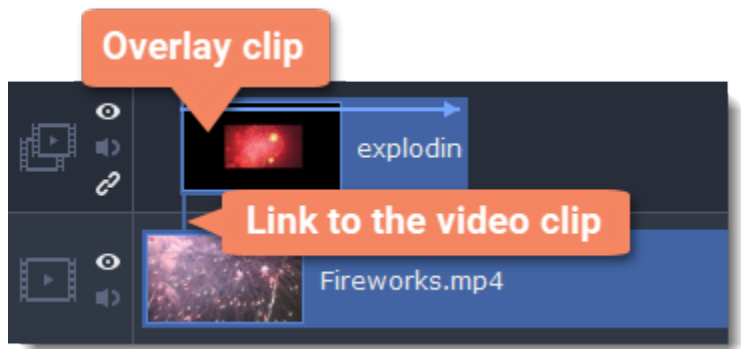 Overlay clip
explodin
Link to the video clip
Fireworks.mp4